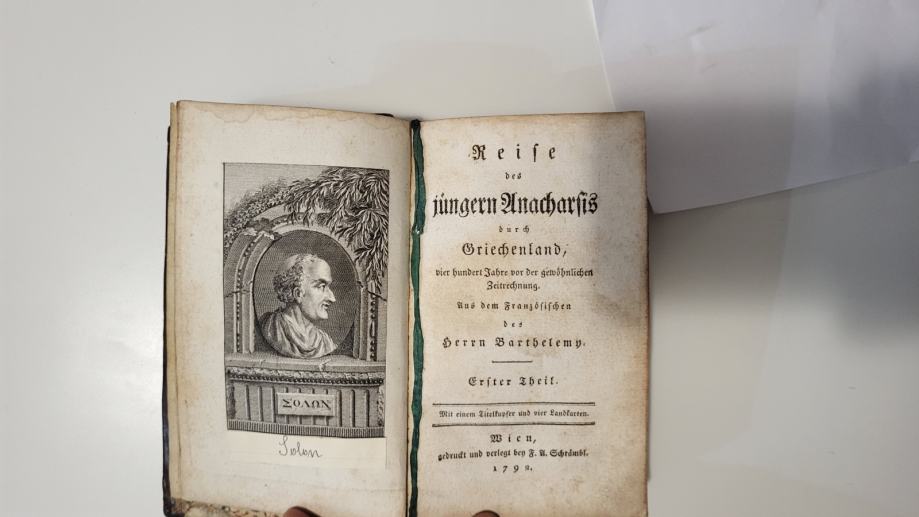 ΣΟΛΩΝ
Solon
Reise
des
jüngern Anacharsis
durch
Griechenland,
vier hundert Jahre vor der gewöhnlichen
Zeitrechnung.
Aus dem Französischen
des
Herrn Barthelemy.
Erster Theil.
Mit einem Titelkupfer und vier Landkarten.
Wien,
gedruckt und verlegt bey F. A. Schrämbl.
1792.